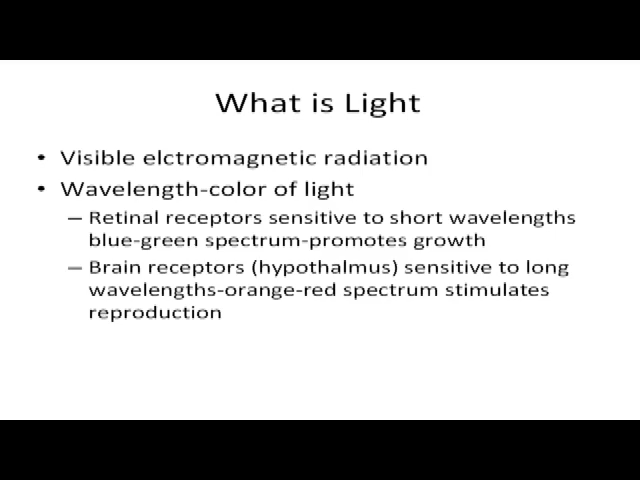 What is Light
• Visible elctromagnetic radiation
• Wavelength-color of light
– Retinal receptors sensitive to short wavelengths
blue-green spectrum-promotes growth
– Brain receptors (hypothalmus) sensitive to long
wavelengths-orange-red spectrum stimulates
reproduction